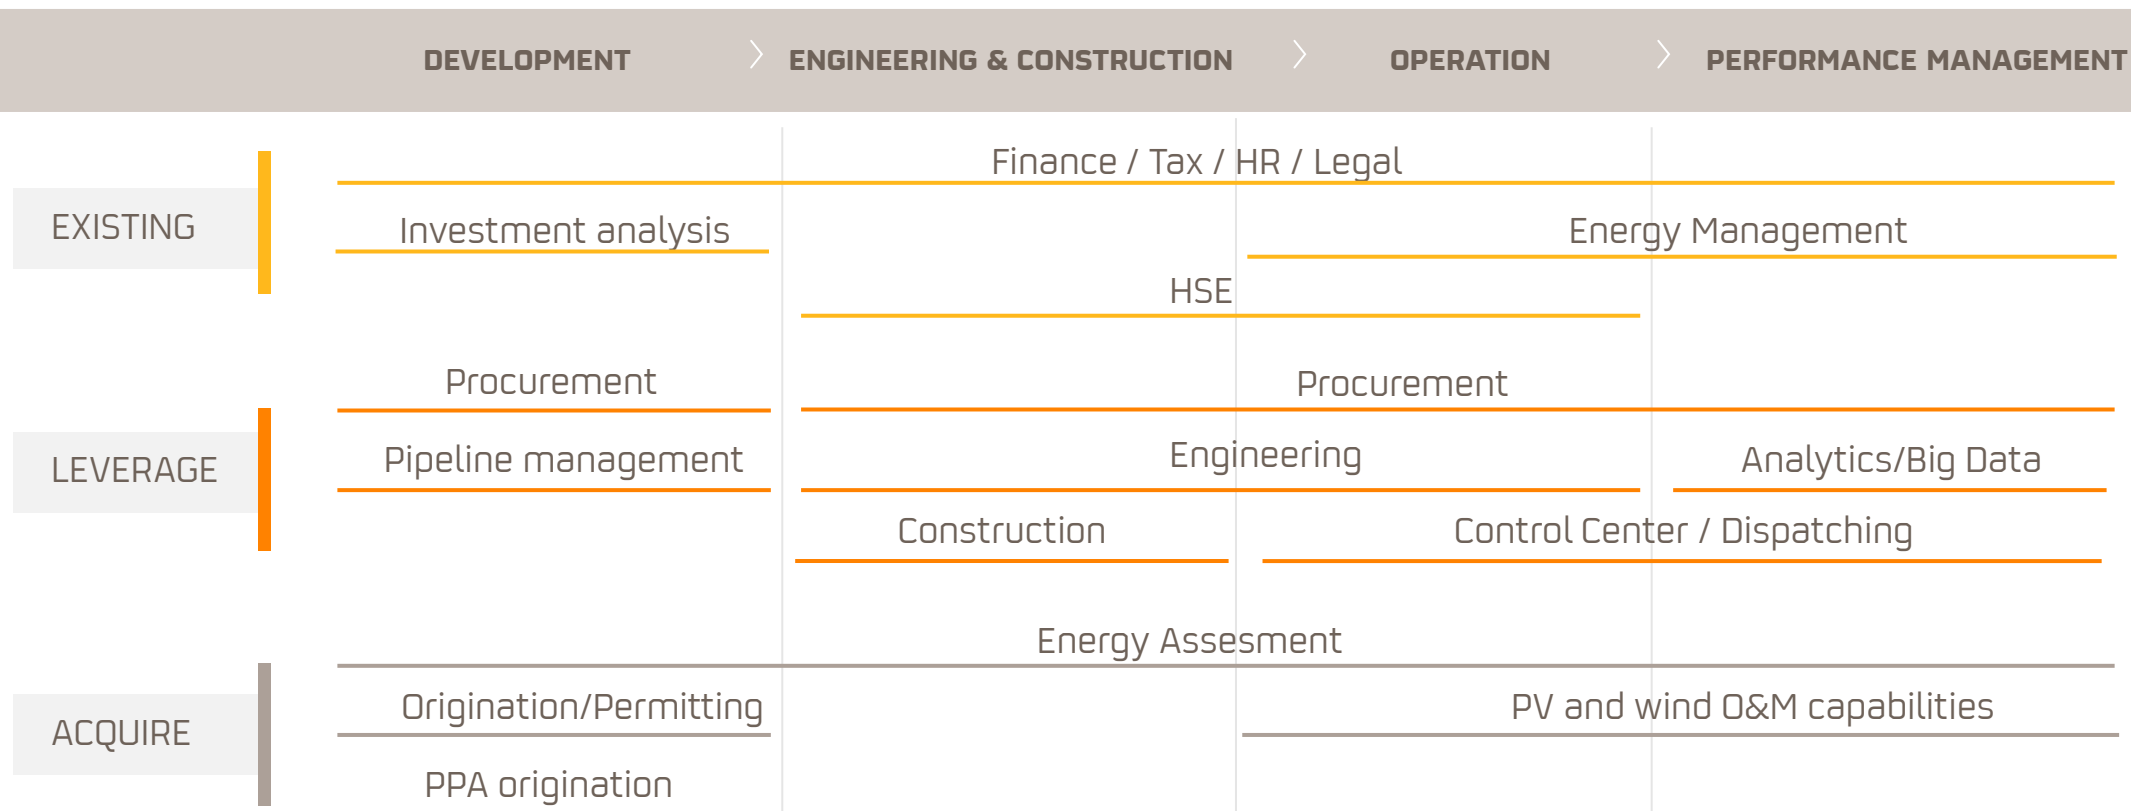 DEVELOPMENT ENGINEERING & CONSTRUCTION OPERATION PERFORMANCE MANAGEMENT
Finance / Tax / HR / Legal
EXISTING
Investment analysis Energy Management
HSE
Procurement Procurement
LEVERAGE
Pipeline management Engineering Analytics/Big Data
Construction Control Center / Dispatching
Energy Assesment
Origination/Permitting PV and wind O&M capabilities
ACQUIRE
PPA origination